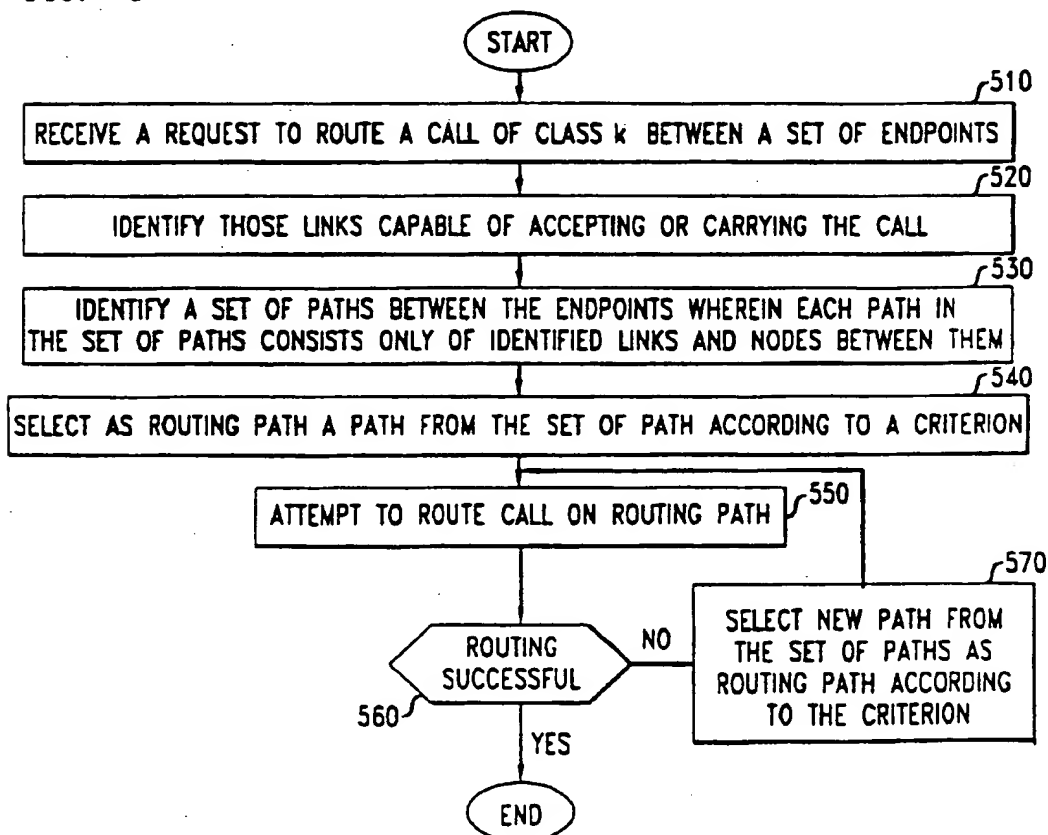 START
510
RECEIVE A REQUEST TO ROUTE A CALL OF CLASS k BETWEEN A SET OF ENDPOINTS
520
IDENTIFY THOSE LINKS CAPABLE OF ACCEPTING OR CARRYING THE CALL
530
IDENTIFY A SET OF PATHS BETWEEN THE ENDPOINTS WHEREIN EACH PATH IN
THE SET OF PATHS CONSISTS ONLY OF IDENTIFIED LINKS AND NODES BETWEEN THEM
540
SELECT AS ROUTING PATH A PATH FROM THE SET OF PATH ACCORDING TO A CRITERION
ATTEMPT TO ROUTE CALL ON ROUTING PATH
550
570
SELECT NEW PATH FROM
THE SET OF PATHS AS
ROUTING PATH ACCORDING
TO THE CRITERION
ROUTING
SUCCESSFUL
NO
560
YES
END